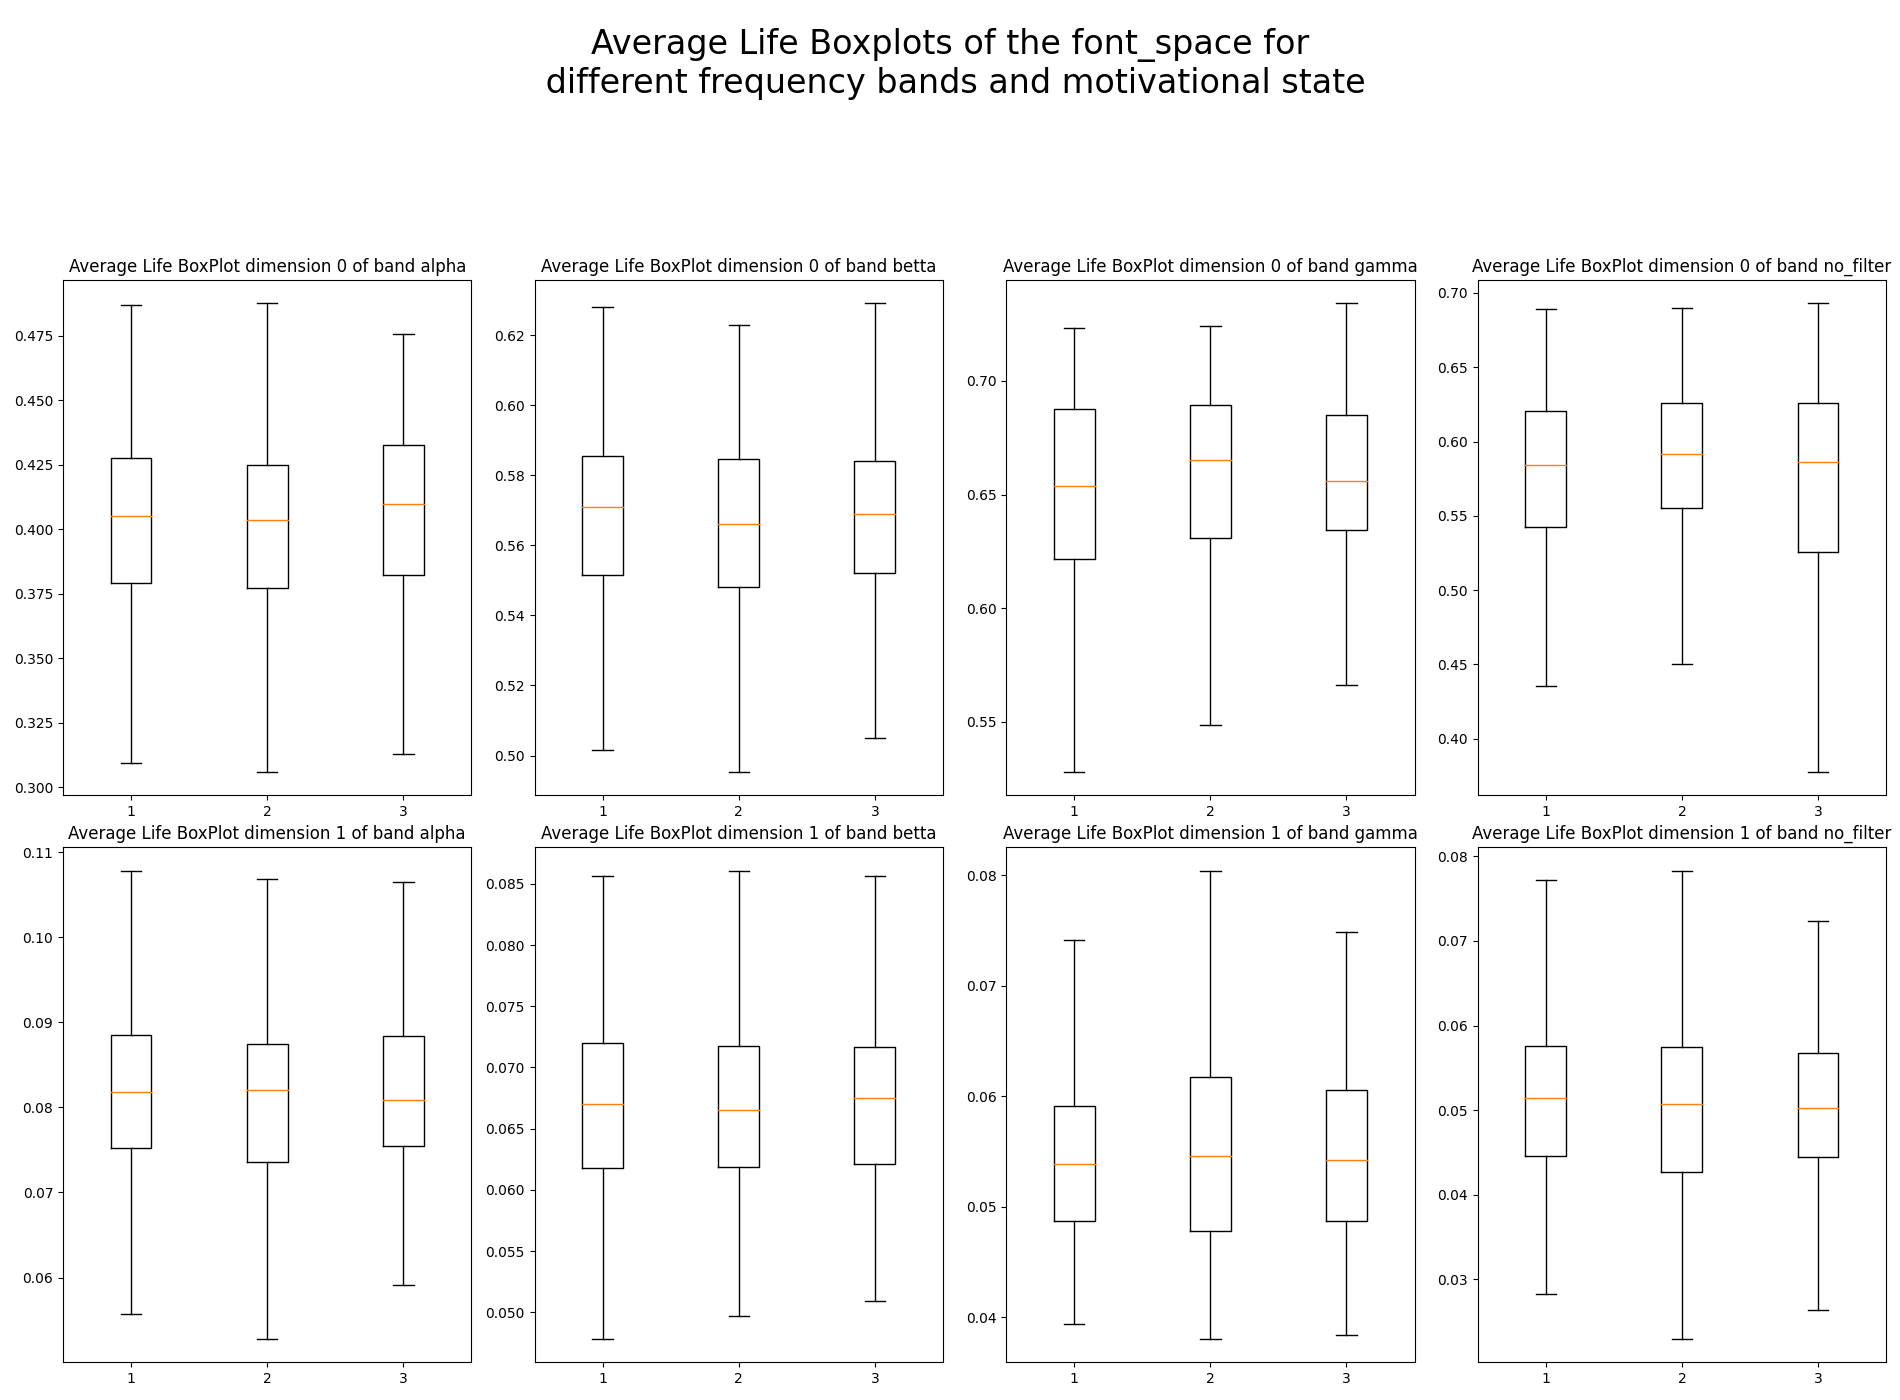 Average Life Boxplots of the font_space for
different frequency bands and motivational state
Average Life BoxPlot dimension 0 of band alpha
0.475
0.450
0.425
0.400
0.375
0.350
0.325
0.300
1 2 3
Average Life BoxPlot dimension 0 of band betta
0.62
0.60
0.58
0.56
0.54
0.52
0.50
1 2 3
Average Life BoxPlot dimension 0 of band gamma
0.70
0.65
0.60
0.55
1 2 3
Average Life BoxPlot dimension 0 of band no_filter
0.70
0.65
0.60
0.55
0.50
0.45
0.40
1 2 3
Average Life BoxPlot dimension 1 of band alpha
0.11
0.10
0.09
0.08
0.07
0.06
1 2 3
Average Life BoxPlot dimension 1 of band betta
0.085
0.080
0.075
0.070
0.065
0.060
0.055
0.050
1 2 3
Average Life BoxPlot dimension 1 of band gamma
0.08
0.07
0.06
0.05
0.04
1 2 3
Average Life BoxPlot dimension 1 of band no_filter
0.08
0.07
0.06
0.05
0.04
0.03
1 2 3